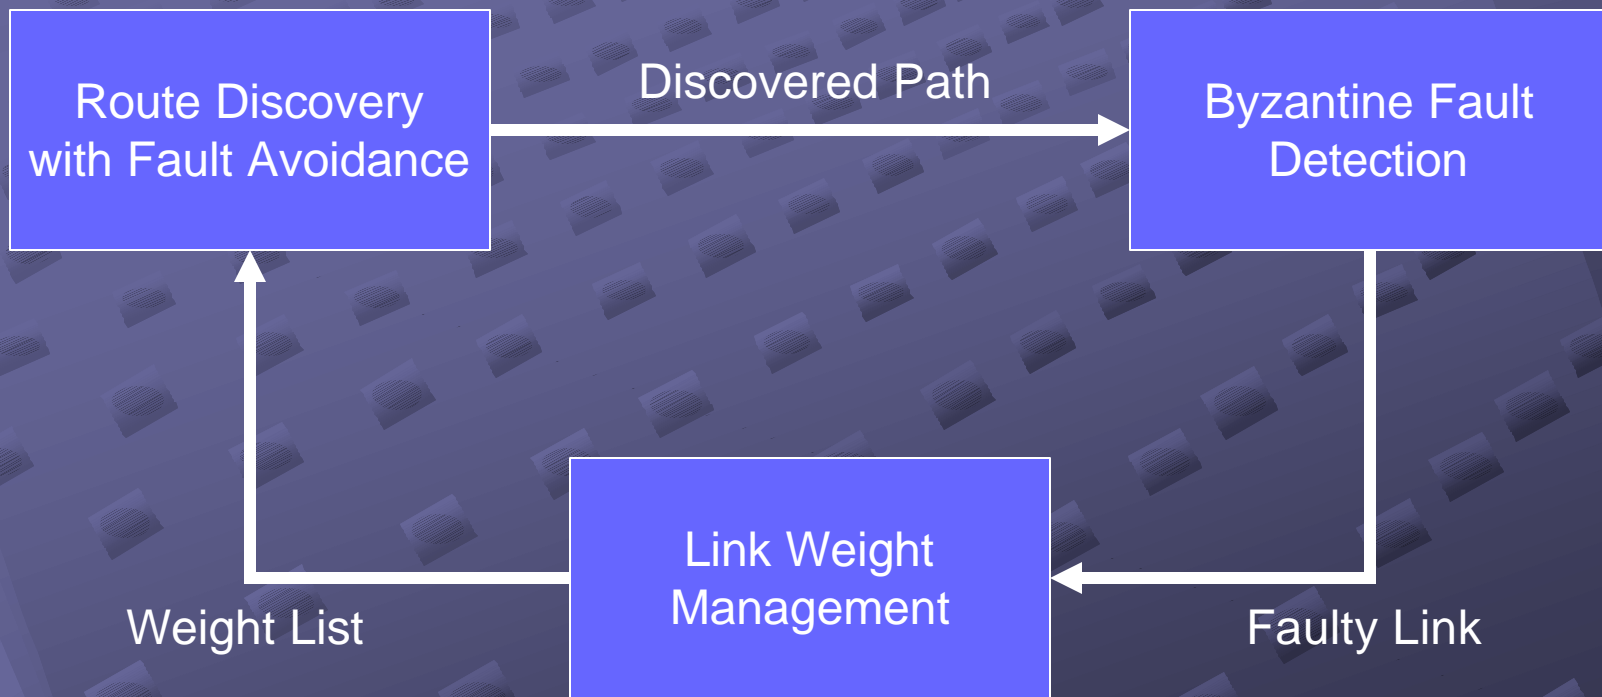 Route Discovery
with Fault Avoidance
Discovered Path
Byzantine Fault
Detection
Link Weight
Management
Weight List
Faulty Link